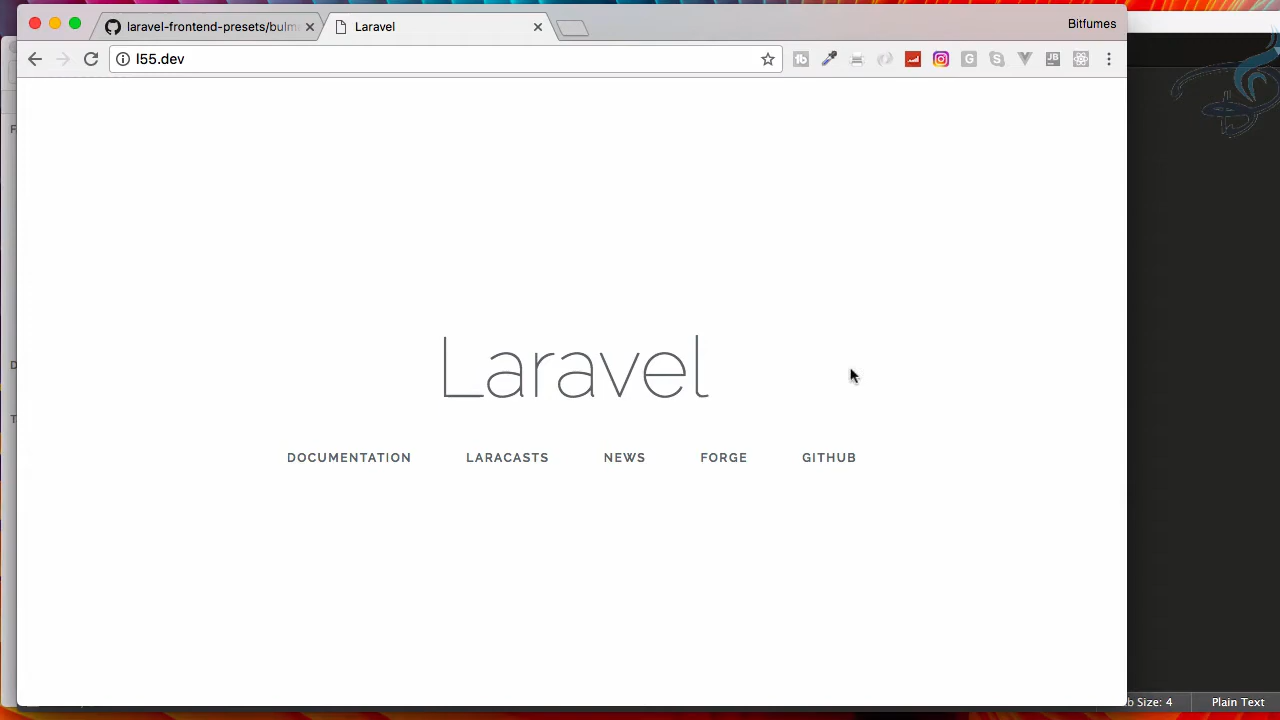 laravel-frontend-presets/bulm
Laravel
Bitfumes
l55.dev
Laravel
DOCUMENTATION LARACASTS NEWS FORGE GITHUB
Size: 4 Plain Text